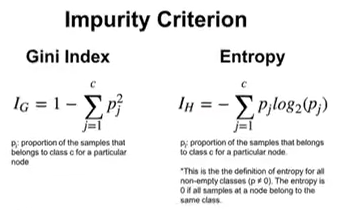 Impurity Criterion
Gini Index
I_G = 1 − \sum_{j=1}^{c} p_j^2
p_j: proportion of the samples that
belongs to class c for a particular
node
Entropy
I_H = − \sum_{j=1}^{c} p_j log_2(p_j)
p_j: proportion of the samples that belongs
to class c for a particular node.
*This is the the definition of entropy for all
non-empty classes (p ≠ 0). The entropy is
0 if all samples at a node belong to the
same class.